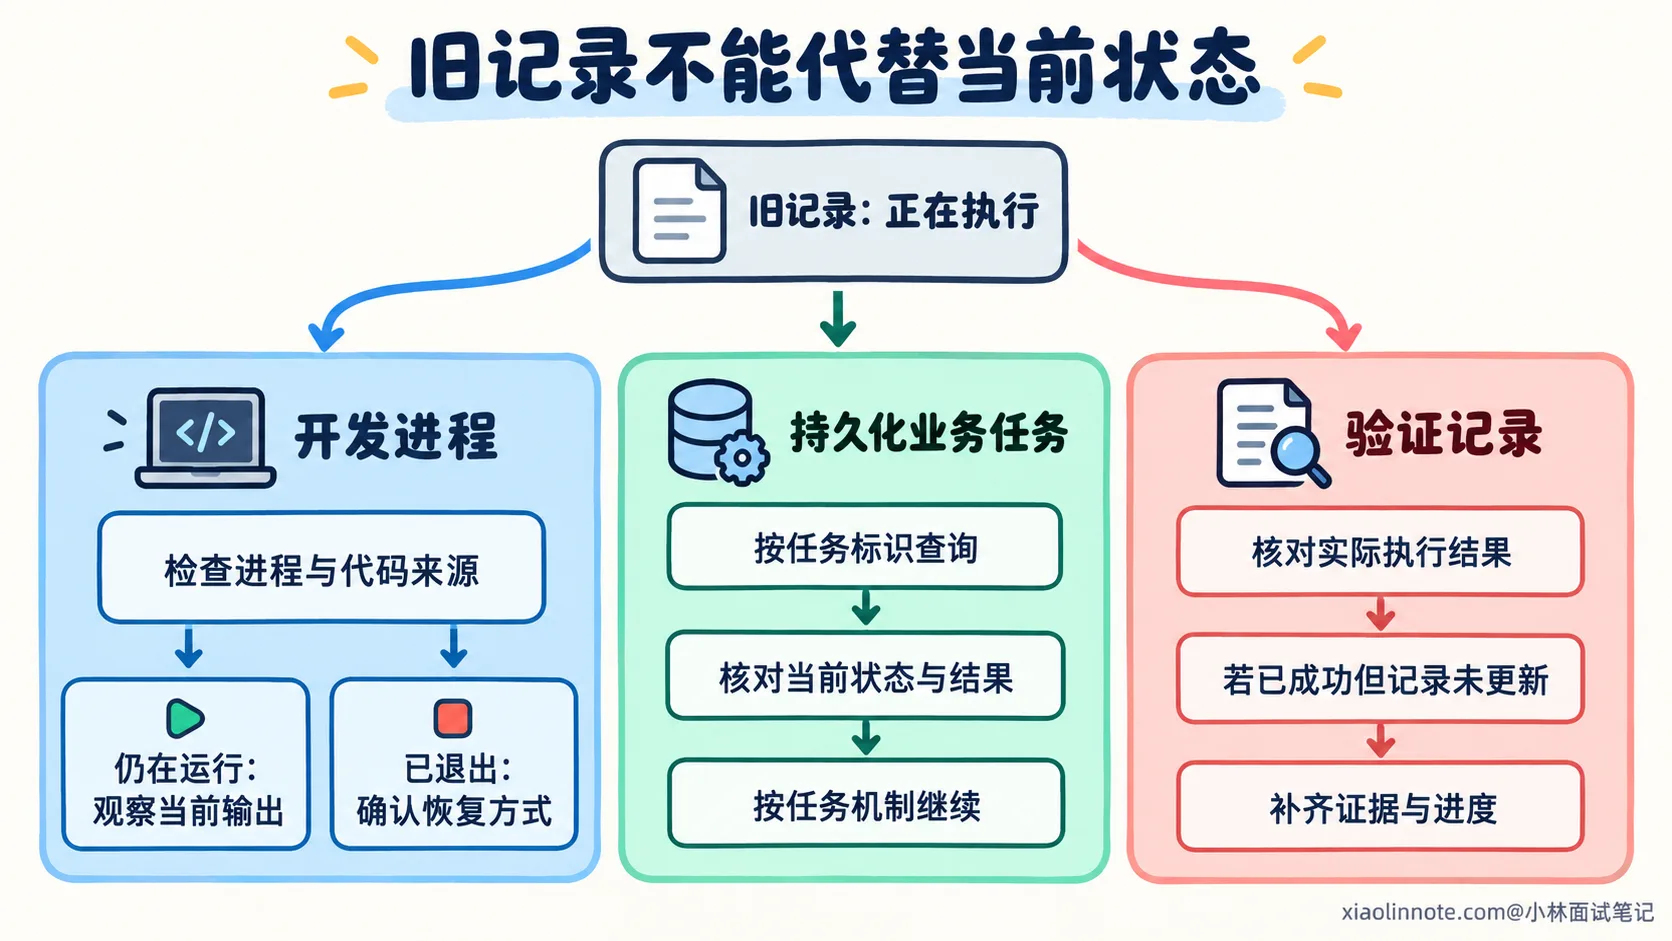 旧记录不能代替当前状态
旧记录：正在执行
</>
开发进程
检查进程与代码来源
仍在运行：
观察当前输出
已退出：
确认恢复方式
持久化业务任务
按任务标识查询
核对当前状态与结果
按任务机制继续
验证记录
核对实际执行结果
若已成功但记录未更新
补齐证据与进度
xiaolinnote.com@小林面试笔记